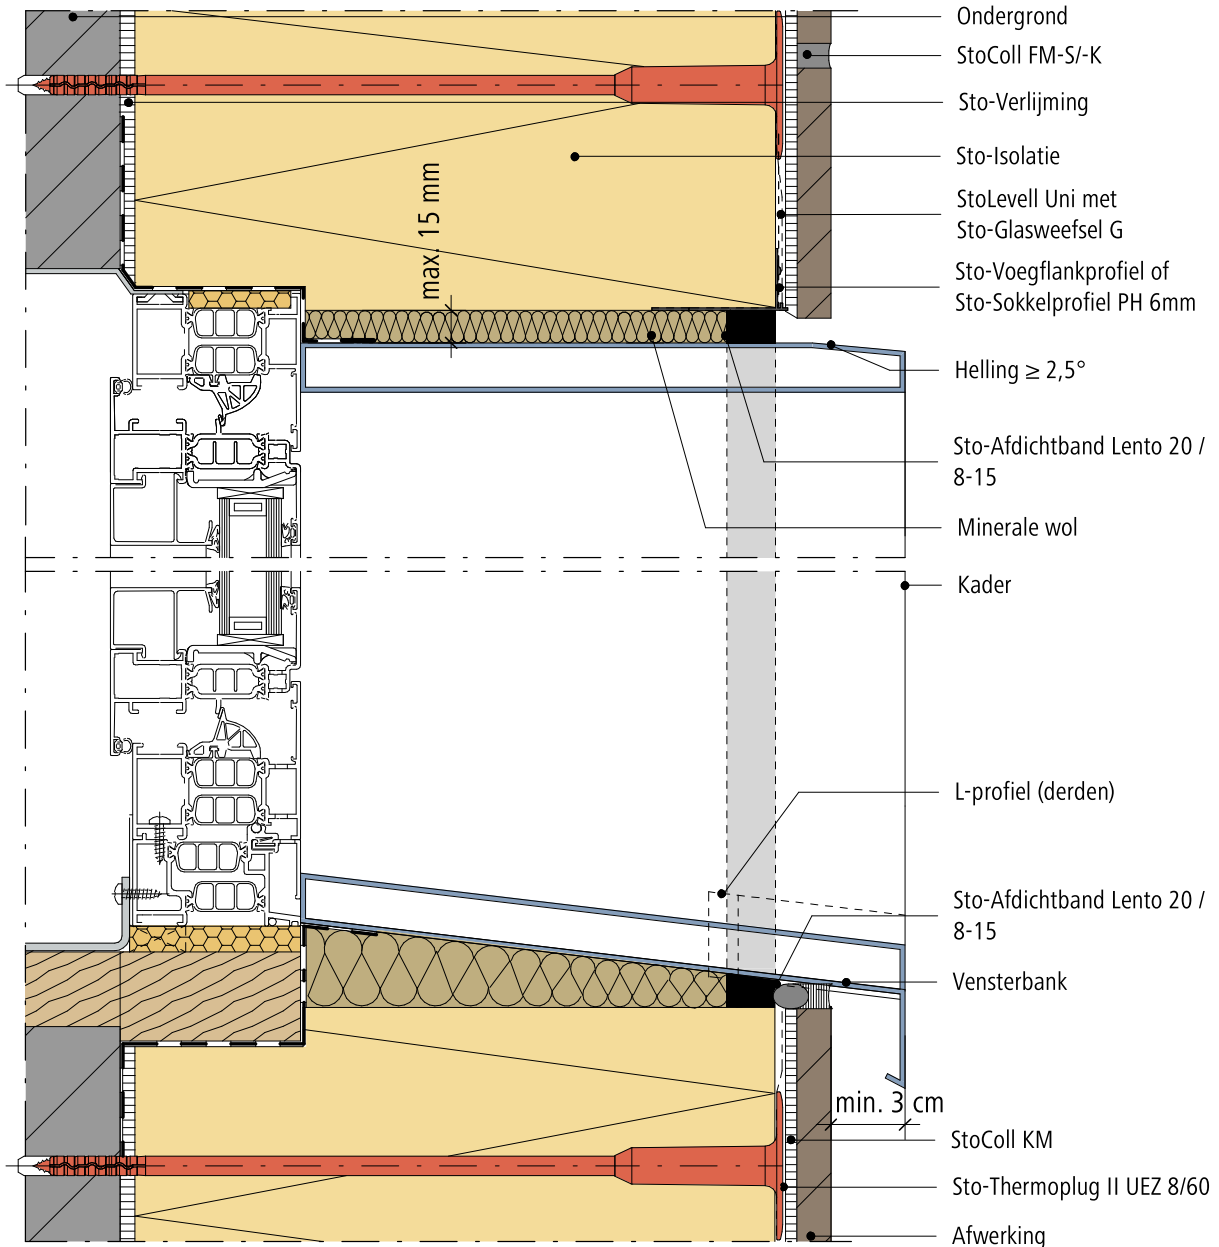 Ondergrond
StoColl FM-S/-K
Sto-Verlijming
Sto-Isolatie
max. 15 mm
StoLevell Uni met
Sto-Glasweefsel G
Sto-Voegflankprofiel of
Sto-Sokkelprofiel PH 6mm
Helling ≥ 2,5°
Sto-Afdichtband Lento 20 /
8-15
Minerale wol
Kader
L-profiel (derden)
Sto-Afdichtband Lento 20 /
8-15
Vensterbank
min. 3 cm
StoColl KM
Sto-Thermoplug II UEZ 8/60
Afwerking